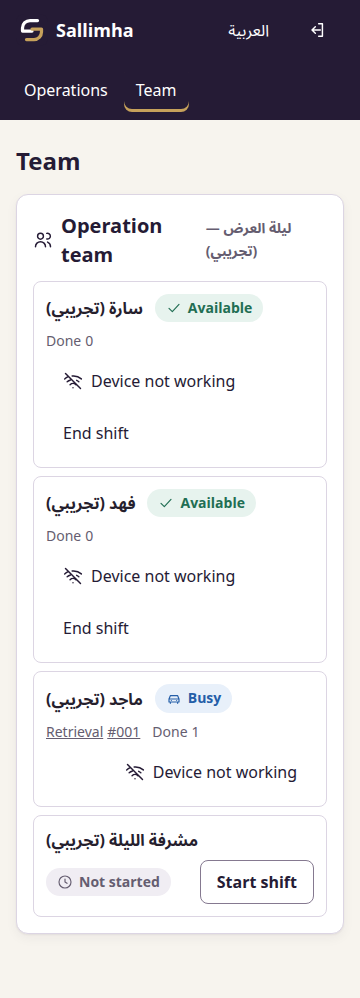 Sallimha
العربية
Operations
Team
Team
Operation team
ليلة العرض — (تجريبي)
سارة (تجريبي)
Available
Done 0
Device not working
End shift
فهد (تجريبي)
Available
Done 0
Device not working
End shift
ماجد (تجريبي)
Busy
Retrieval #001 Done 1
Device not working
مشرفة الليلة (تجريبي)
Not started
Start shift